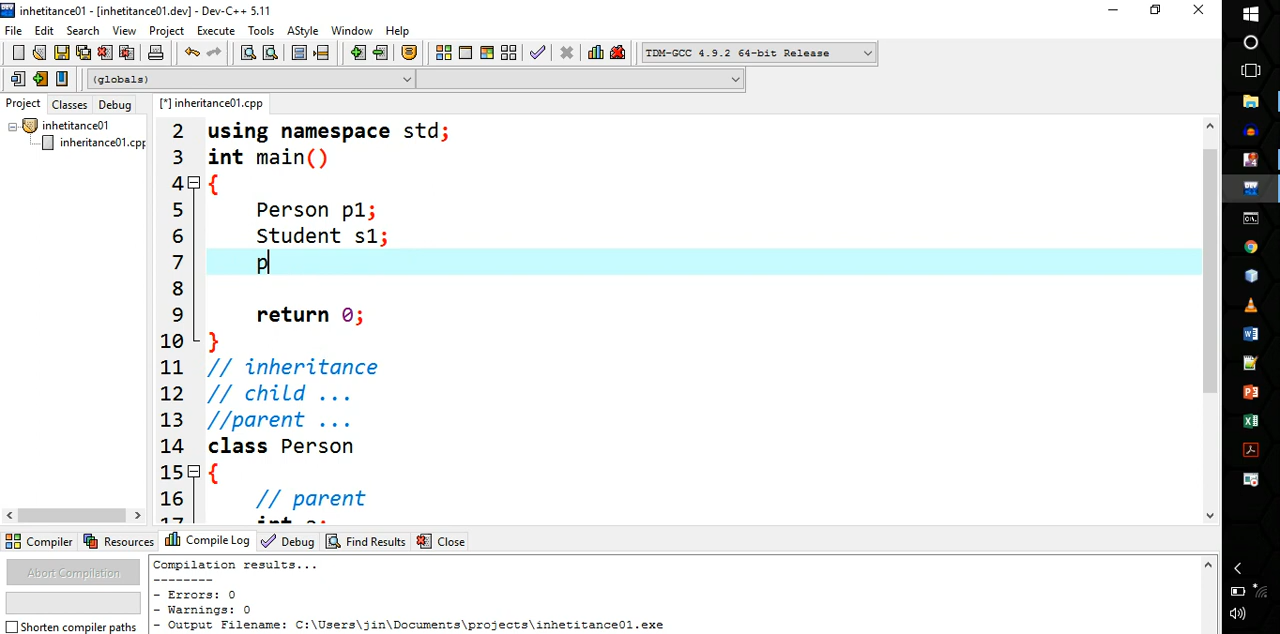 inhetitance01 - [inhetitance01.dev] - Dev-C++ 5.11
File Edit Search View Project Execute Tools AStyle Window Help
TDM-GCC 4.9.2 64-bit Release
(globals)
Project Classes Debug
[*] inheritance01.cpp
inhetitance01
inheritance01.cpp
2 using namespace std;
3 int main()
4 {
5 Person p1;
6 Student s1;
7 p
8
9 return 0;
10 }
11 // inheritance
12 // child ...
13 //parent ...
14 class Person
15 {
16 // parent
17 int a;
Compiler Resources Compile Log Debug Find Results Close
Abort Compilation
Shorten compiler paths
Compilation results...
--------
- Errors: 0
- Warnings: 0
- Output Filename: C:\Users\jin\Documents\projects\inhetitance01.exe